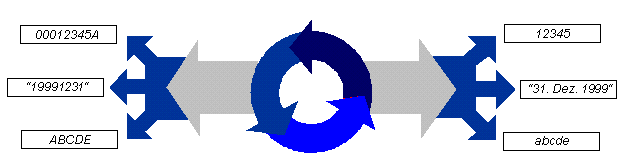 00012345A
12345
"19991231"
"31. Dez. 1999"
ABCDE
abcde